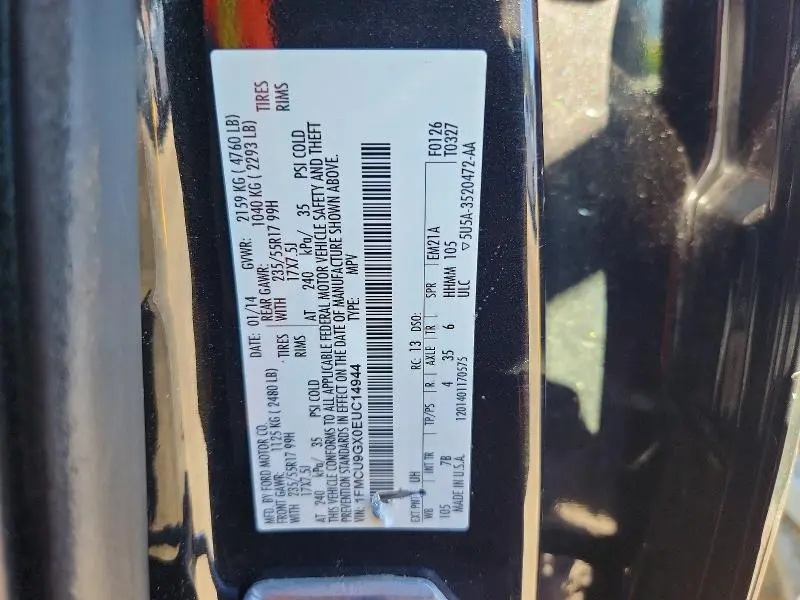 MFD. BY FORD MOTOR CO. DATE: 01/14 GVWR: 2159 KG ( 4760 LB)
FRONT GAWR: 1125 KG ( 2480 LB) REAR GAWR: 1040 KG ( 2293 LB)
WITH 235/55R17 99H TIRES WITH 235/55R17 99H TIRES
17X7.5J RIMS 17X7.5J RIMS
AT 240 kPa/ 35 PSI COLD AT 240 kPa/ 35 PSI COLD
THIS VEHICLE CONFORMS TO ALL APPLICABLE FEDERAL MOTOR VEHICLE SAFETY AND THEFT
PREVENTION STANDARDS IN EFFECT ON THE DATE OF MANUFACTURE SHOWN ABOVE.
VIN: 1FMCU9GX0EUC14944 TYPE: MPV
EXT PNT: UH RC: 13 DSO: F0126
T0327
WB INT TR TP/PS R. AXLE TR SPR EM21A
105 7B 4 35 6 HHMM 105
MADE IN U.S.A. 1201401170575 ULC ▽5U5A-3520472-AA